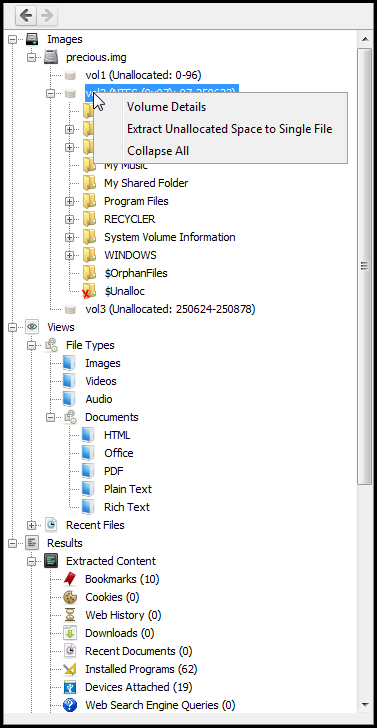 Images
precious.img
vol1 (Unallocated: 0-96)
vol2 (NTFS (0x07): 97-250623)
Volume Details
Extract Unallocated Space to Single File
Collapse All
My Music
My Shared Folder
Program Files
RECYCLER
System Volume Information
WINDOWS
$OrphanFiles
$Unalloc
vol3 (Unallocated: 250624-250878)
Views
File Types
Images
Videos
Audio
Documents
HTML
Office
PDF
Plain Text
Rich Text
Recent Files
Results
Extracted Content
Bookmarks (10)
Cookies (0)
Web History (0)
Downloads (0)
Recent Documents (0)
Installed Programs (62)
Devices Attached (19)
Web Search Engine Queries (0)